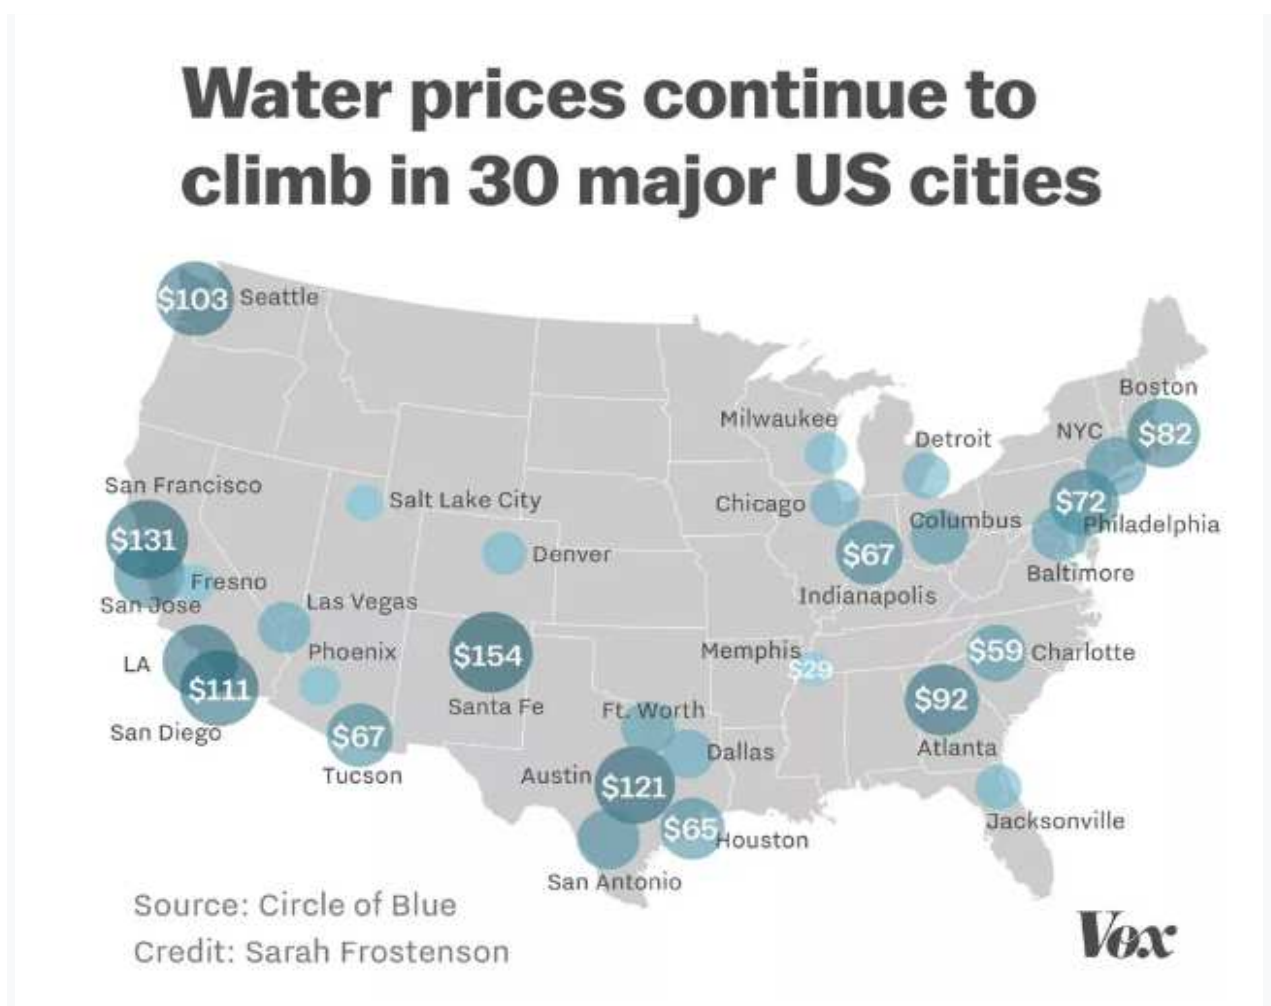 Water prices continue to
climb in 30 major US cities
$103 Seattle
Boston
$82
NYC
Milwaukee
Detroit
San Francisco
$131
Salt Lake City
Chicago
$72
Philadelphia
Columbus
$67
Indianapolis
Denver
Baltimore
Fresno
San Jose
Las Vegas
LA
Phoenix
$154
Santa Fe
Memphis
$29
$59 Charlotte
$111
San Diego
$92
Atlanta
Ft. Worth
$67
Tucson
Dallas
Austin $121
Jacksonville
$65 Houston
San Antonio
Source: Circle of Blue
Credit: Sarah Frostenson
Vox